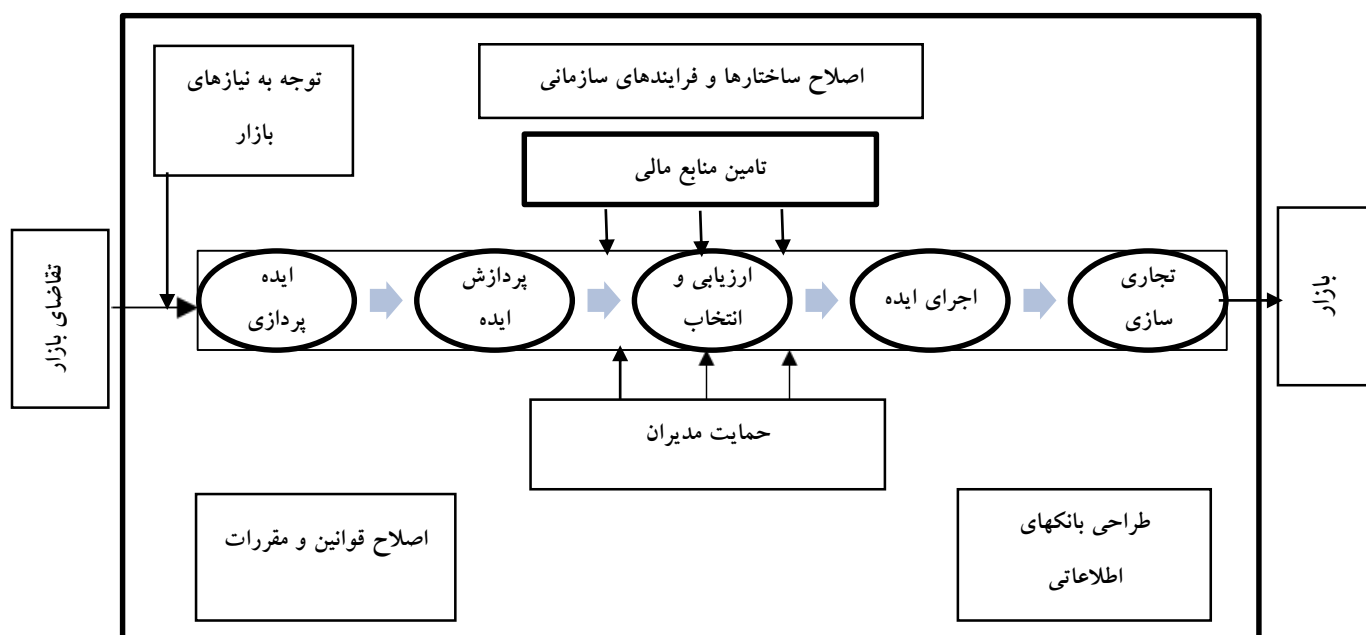 توجه به نیازهای
بازار
اصلاح ساختارها و فرایندهای سازمانی
تامین منابع مالی
تقاضای بازار
ایده
پردازی
پردازش
ایده
ارزیابی و
انتخاب
اجرای ایده
تجاری
سازی
بازار
حمایت مدیران
اصلاح قوانین و مقررات
طراحی بانکهای
اطلاعاتی